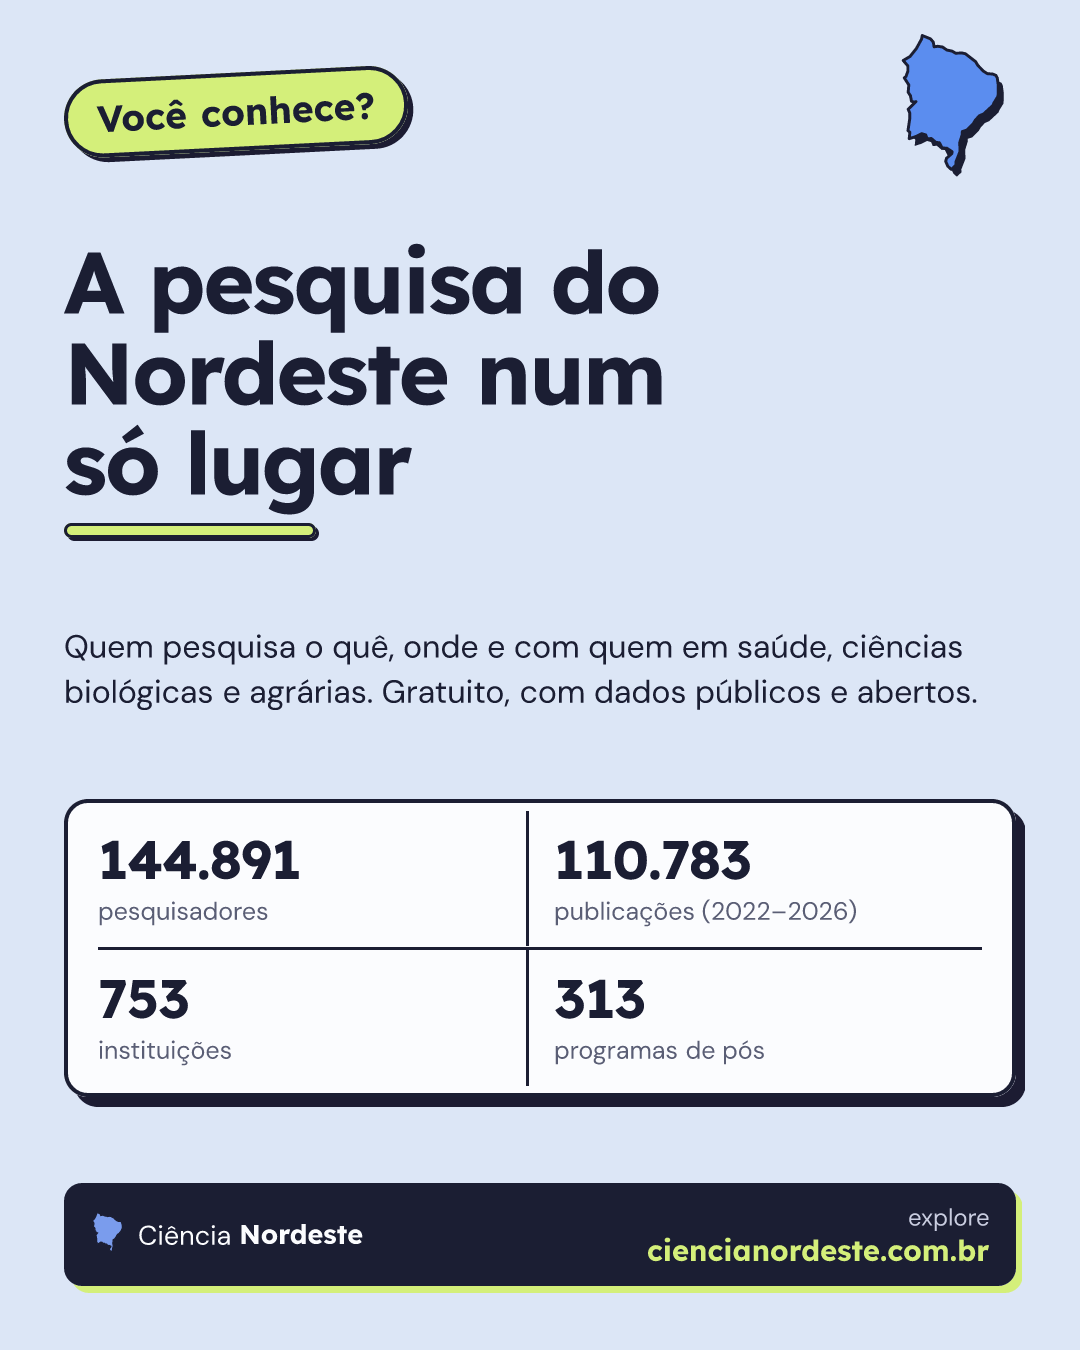 Você conhece?
A pesquisa do
Nordeste num
só lugar
Quem pesquisa o quê, onde e com quem em saúde, ciências
biológicas e agrárias. Gratuito, com dados públicos e abertos.
144.891
pesquisadores
110.783
publicações (2022–2026)
753
instituições
313
programas de pós
Ciência Nordeste
explore
ciencianordeste.com.br